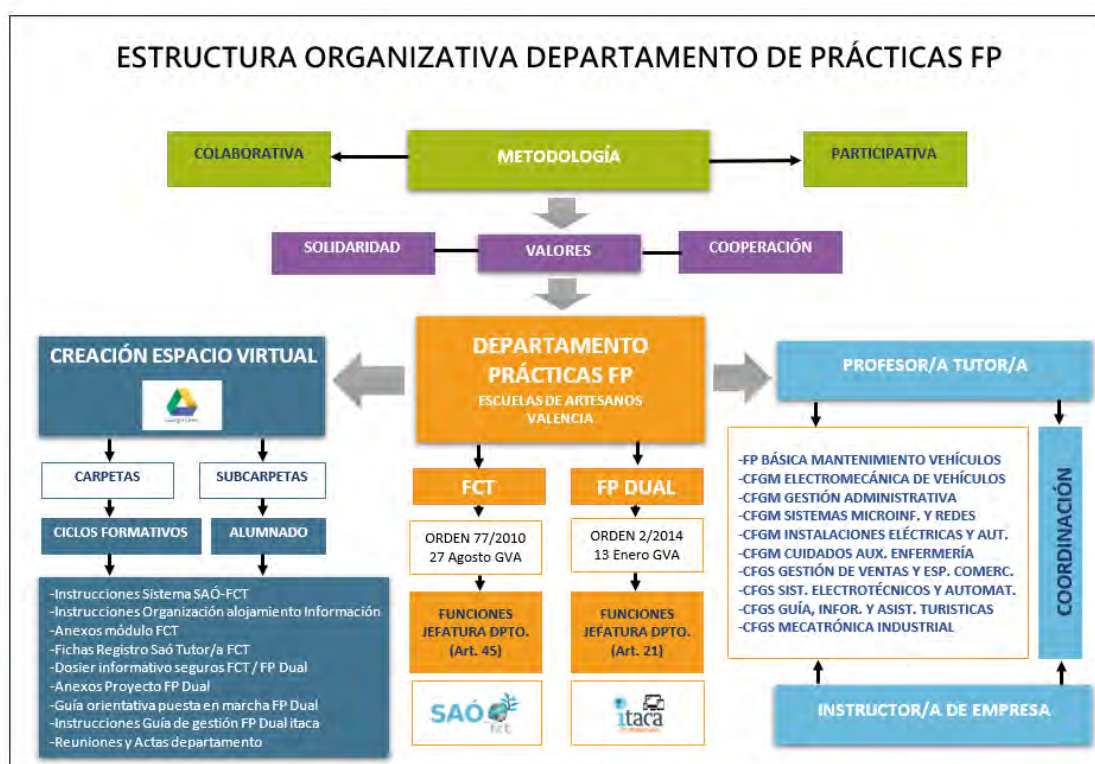 ESTRUCTURA ORGANIZATIVA DEPARTAMENTO DE PRÁCTICAS FP
COLABORATIVA
METODOLOGÍA
PARTICIPATIVA
SOLIDARIDAD
VALORES
COOPERACIÓN
CREACIÓN ESPACIO VIRTUAL
DEPARTAMENTO
PRÁCTICAS FP
ESCUELAS DE ARTESANOS
VALENCIA
PROFESOR/A TUTOR/A
CARPETAS
SUBCARPETAS
CICLOS FORMATIVOS
ALUMNADO
-Instrucciones Sistema SAÓ-FCT
-Instrucciones Organización alojamiento Información
-Anexos módulo FCT
-Fichas Registro Saó Tutor/a FCT
-Dosier informativo seguros FCT / FP Dual
-Anexos Proyecto FP Dual
-Guía orientativa puesta en marcha FP Dual
-Instrucciones Guía de gestión FP Dual itaca
-Reuniones y Actas departamento
FCT
FP DUAL
ORDEN 77/2010
27 Agosto GVA
ORDEN 2/2014
13 Enero GVA
FUNCIONES
JEFATURA DPTO.
(Art. 45)
FUNCIONES
JEFATURA DPTO.
(Art. 21)
SAÓ
fct
itaca
-FP BÁSICA MANTENIMIENTO VEHÍCULOS
-CFGM ELECTROMECÁNICA DE VEHÍCULOS
-CFGM GESTIÓN ADMINISTRATIVA
-CFGM SISTEMAS MICROINF. Y REDES
-CFGM INSTALACIONES ELÉCTRICAS Y AUT.
-CFGM CUIDADOS AUX. ENFERMERÍA
-CFGS GESTIÓN DE VENTAS Y ESP. COMERC.
-CFGS SIST. ELECTROTÉCNICOS Y AUTOMAT.
-CFGS GUÍA, INFOR. Y ASIST. TURISTICAS
-CFGS MECATRÓNICA INDUSTRIAL
COORDINACIÓN
INSTRUCTOR/A DE EMPRESA